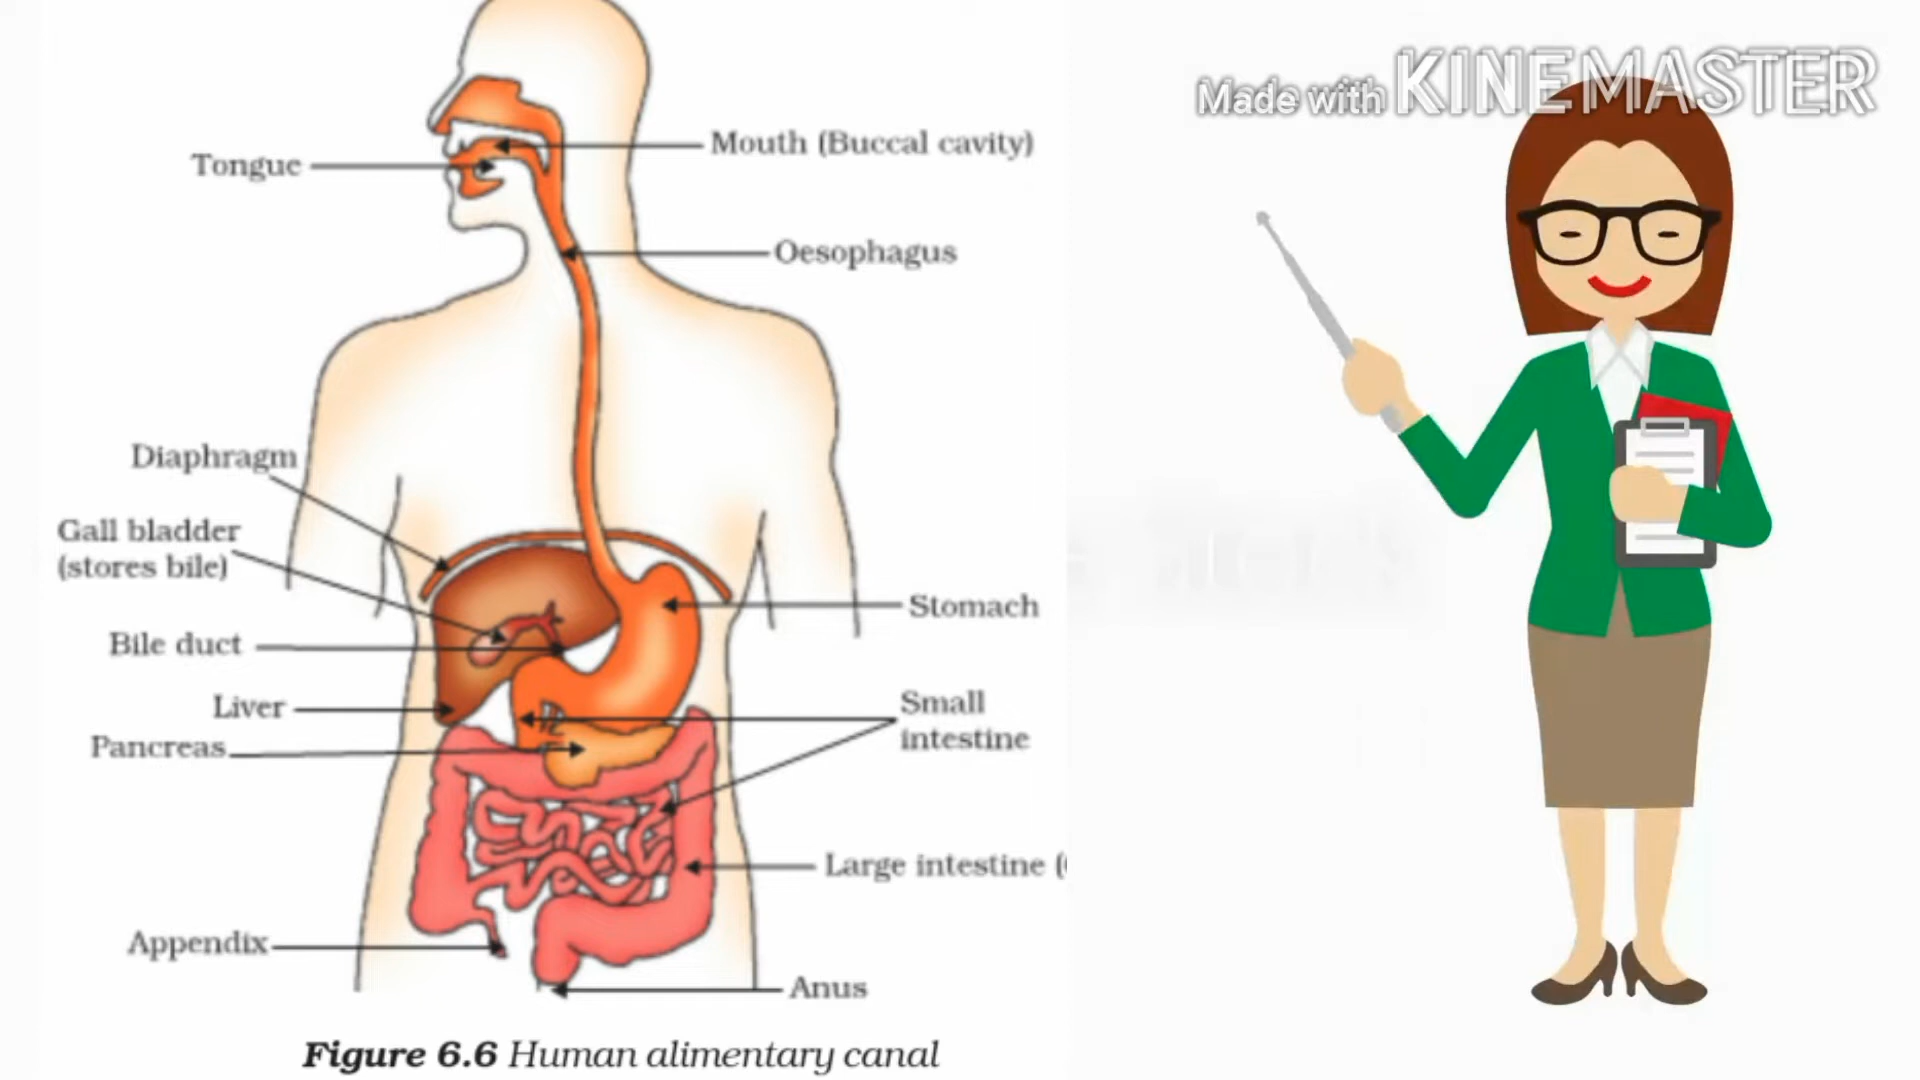 Made with KINEMASTER
Mouth (Buccal cavity)
Tongue
Oesophagus
Diaphragm
Gall bladder
(stores bile)
Stomach
Bile duct
Liver
Small
intestine
Pancreas
Large intestine (
Appendix
Anus
Figure 6.6 Human alimentary canal